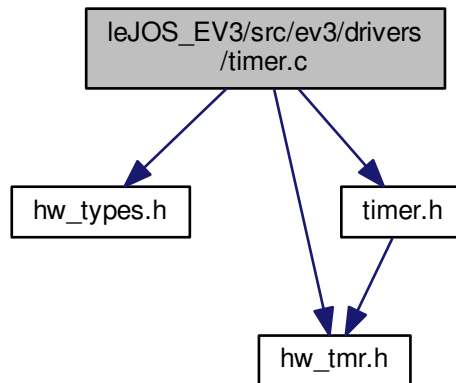 leJOS_EV3/src/ev3/drivers
/timer.c
hw_types.h
timer.h
hw_tmr.h